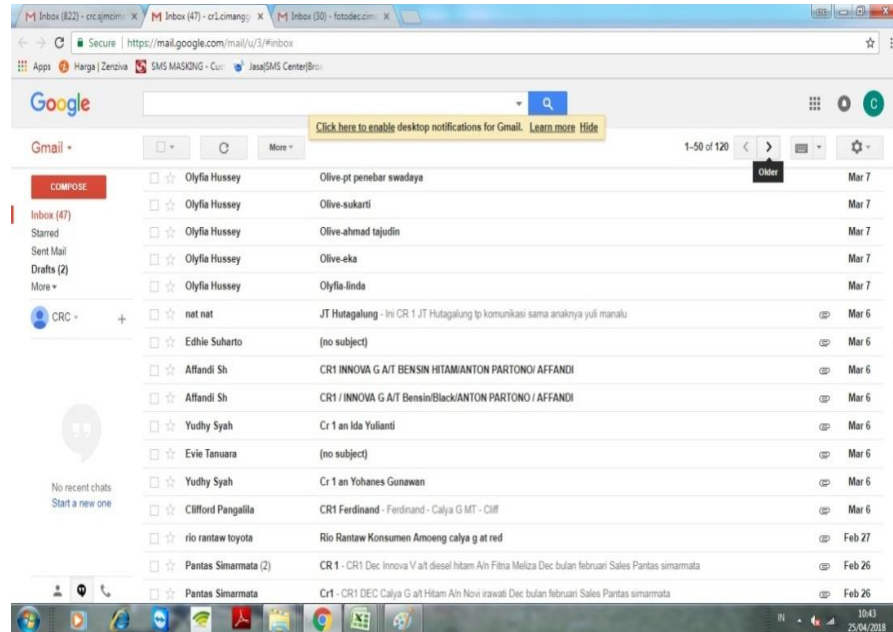 Inbox (822) - crc.sjmcim
Inbox (47) - cr1.cimangg
Inbox (30) - fotodec.cim
Secure https://mail.google.com/mail/u/3/#inbox
Apps Harga | Zenziva SMS MASKING - Cu Jasa|SMS Center|Bro
Google
C
Click here to enable desktop notifications for Gmail. Learn more Hide
Gmail
More
1–50 of 120
Older
COMPOSE
Inbox (47)
Starred
Sent Mail
Drafts (2)
More
CRC
No recent chats
Start a new one
Olyfia Hussey Olive-pt penebar swadaya Mar 7
Olyfia Hussey Olive-sukarti Mar 7
Olyfia Hussey Olive-ahmad tajudin Mar 7
Olyfia Hussey Olive-eka Mar 7
Olyfia Hussey Olyfia-linda Mar 7
nat nat JT Hutagalung - Ini CR 1 JT Hutagalung tp komunikasi sama anaknya yuli manalu Mar 6
Edhie Suharto (no subject) Mar 6
Affandi Sh CR1 INNOVA G A/T BENSIN HITAM/ANTON PARTONO/ AFFANDI Mar 6
Affandi Sh CR1 / INNOVA G A/T Bensin/Black/ANTON PARTONO / AFFANDI Mar 6
Yudhy Syah Cr 1 an Ida Yulianti Mar 6
Evie Tanuara (no subject) Mar 6
Yudhy Syah Cr 1 an Yohanes Gunawan Mar 6
Clifford Pangalila CR1 Ferdinand - Ferdinand - Calya G MT - Cliff Mar 6
rio rantaw toyota Rio Rantaw Konsumen Amoeng calya g at red Feb 27
Pantas Simarmata (2) CR 1 - CR1 Dec Innova V a/t diesel hitam A/n Fitria Meliza Dec bulan februari Sales Pantas simarmata Feb 26
Pantas Simarmata Cr1 - CR1 DEC Calya G a/t Hitam A/n Novi irawati Dec bulan februari Sales Pantas simarmata Feb 26
IN
10:43
25/04/2018